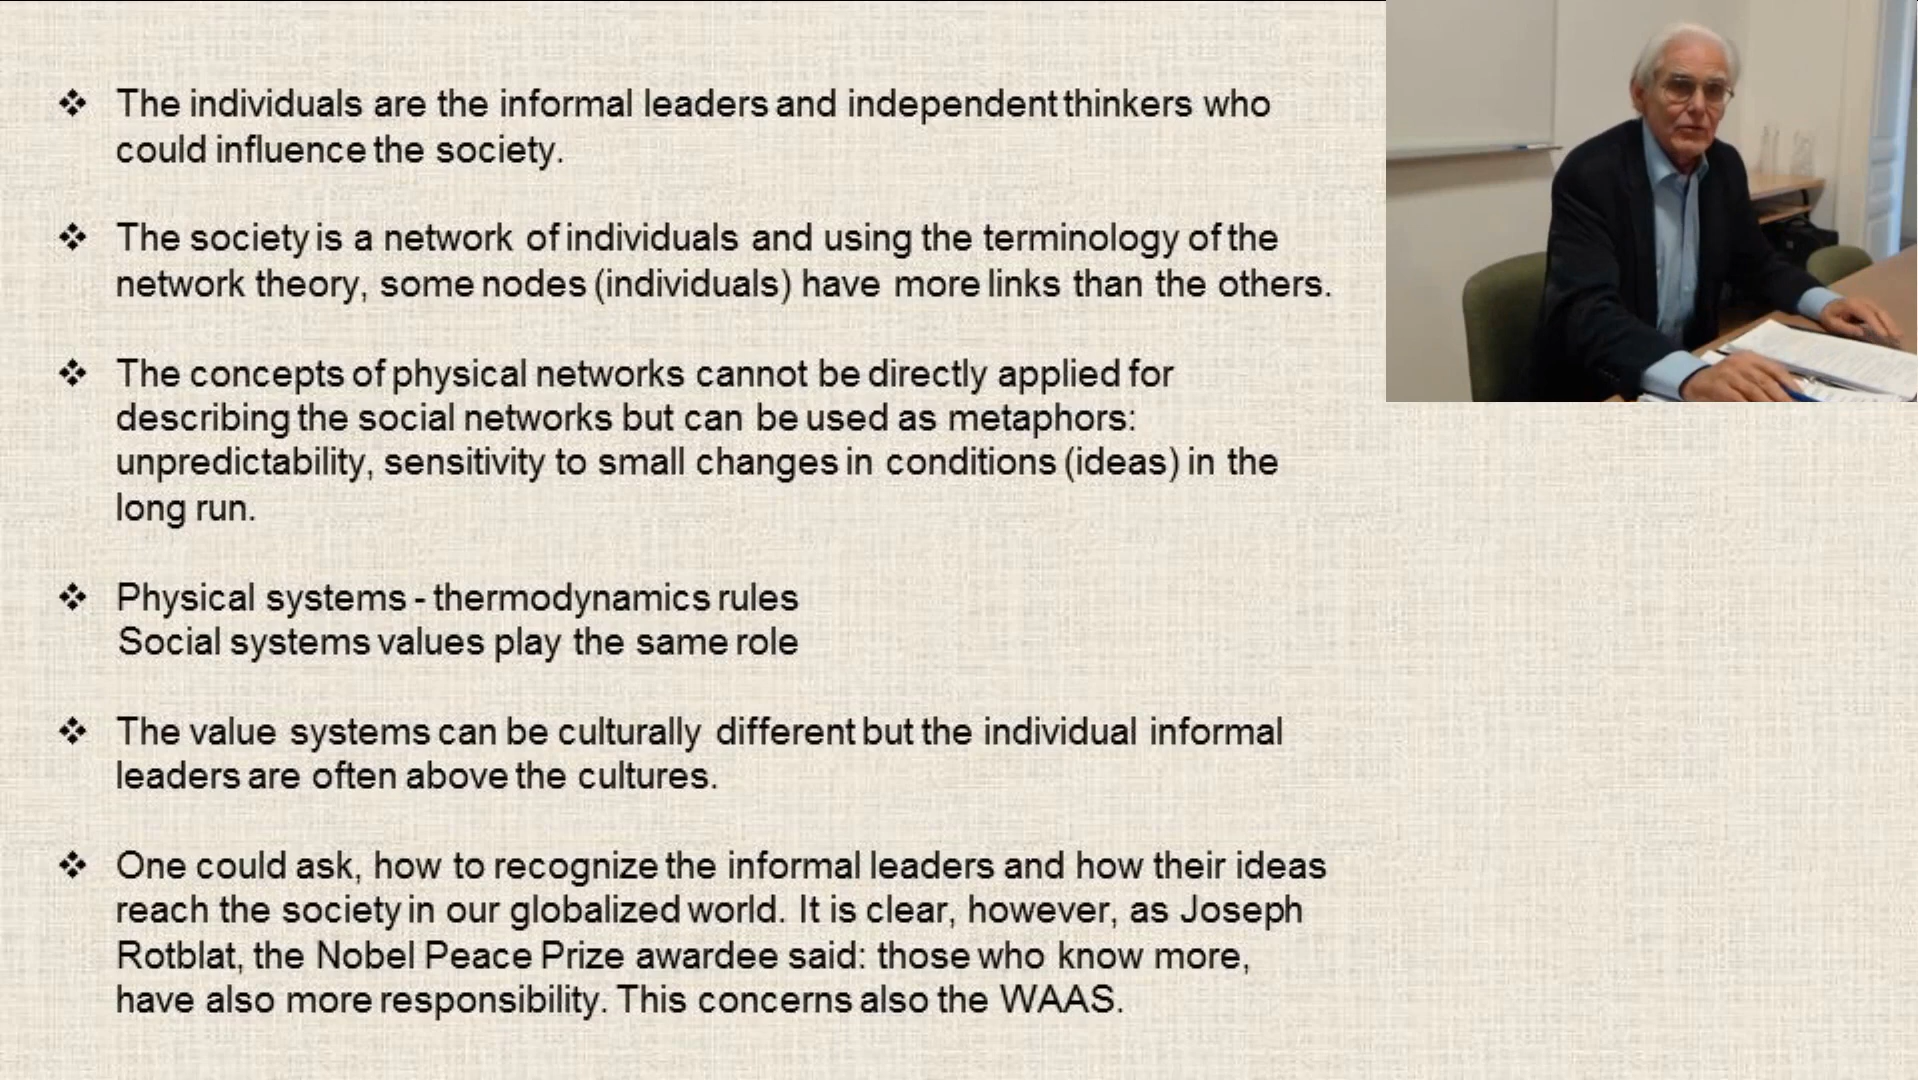 The individuals are the informal leaders and independent thinkers who
could influence the society.
The society is a network of individuals and using the terminology of the
network theory, some nodes (individuals) have more links than the others.
The concepts of physical networks cannot be directly applied for
describing the social networks but can be used as metaphors:
unpredictability, sensitivity to small changes in conditions (ideas) in the
long run.
Physical systems - thermodynamics rules
Social systems values play the same role
The value systems can be culturally different but the individual informal
leaders are often above the cultures.
One could ask, how to recognize the informal leaders and how their ideas
reach the society in our globalized world. It is clear, however, as Joseph
Rotblat, the Nobel Peace Prize awardee said: those who know more,
have also more responsibility. This concerns also the WAAS.